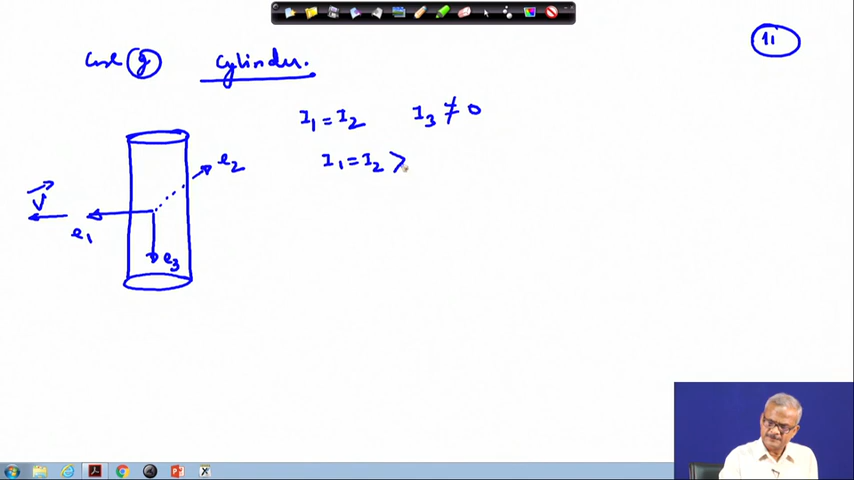 11
Case g Cylinder.
I₁ = I₂ I₃ ≠ 0
I₁ = I₂ >
e₂
V
e₁
e₃